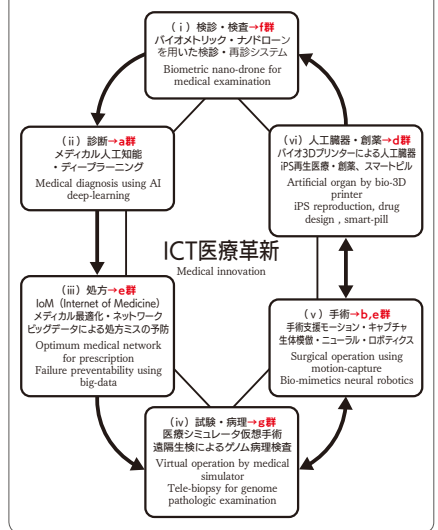 (ⅰ) 検診・検査→f群
バイオメトリック・ナノドローン
を用いた検診・再診システム
Biometric nano-drone for
medical examination
(ⅱ) 診断→a群
メディカル人工知能
・ディープラーニング
Medical diagnosis using AI
deep-learning
(ⅵ) 人工臓器・創薬→d群
バイオ3Dプリンターによる人工臓器
iPS再生医療・創薬、スマートピル
Artificial organ by bio-3D
printer
iPS reproduction, drug
design , smart-pill
ICT医療革新
Medical innovation
(ⅲ) 処方→e群
IoM (Internet of Medicine)
メディカル最適化・ネットワーク
ビッグデータによる処方ミスの予防
Optimum medical network
for prescription
Failure preventability using
big-data
(ⅴ) 手術→b,e群
手術支援モーション・キャプチャ
生体模倣・ニューラル・ロボティクス
Surgical operation using
motion-capture
Bio-mimetics neural robotics
(ⅳ) 試験・病理→g群
医療シミュレータ仮想手術
遠隔生検によるゲノム病理検査
Virtual operation by medical
simulator
Tele-biopsy for genome
pathologic examination